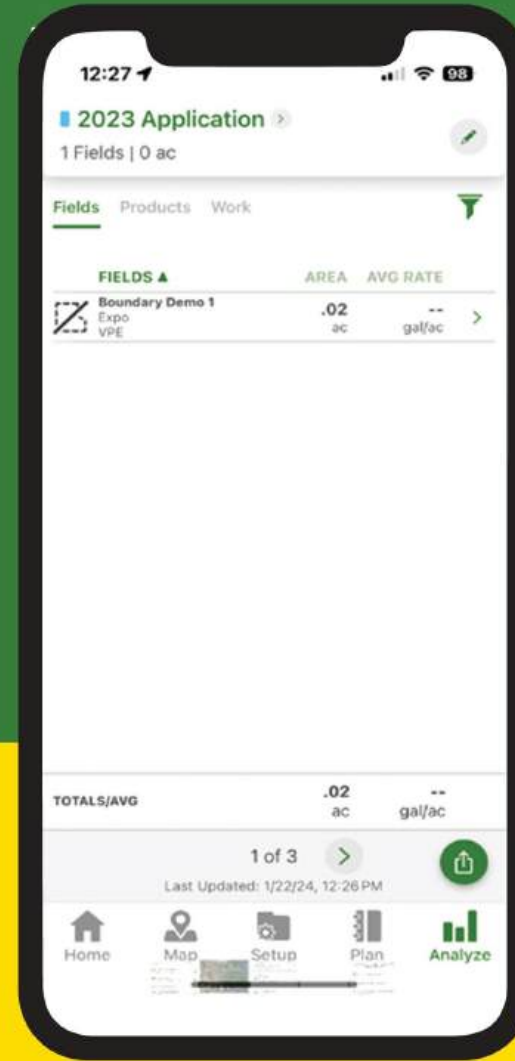 12:27
98
2023 Application
1 Fields | 0 ac
Fields Products Work
FIELDS ▲ AREA AVG RATE
Boundary Demo 1 .02 --
Expo ac gal/ac
VPE
TOTALS/AVG .02 --
ac gal/ac
1 of 3
Last Updated: 1/22/24, 12:26 PM
Home Map Setup Plan Analyze